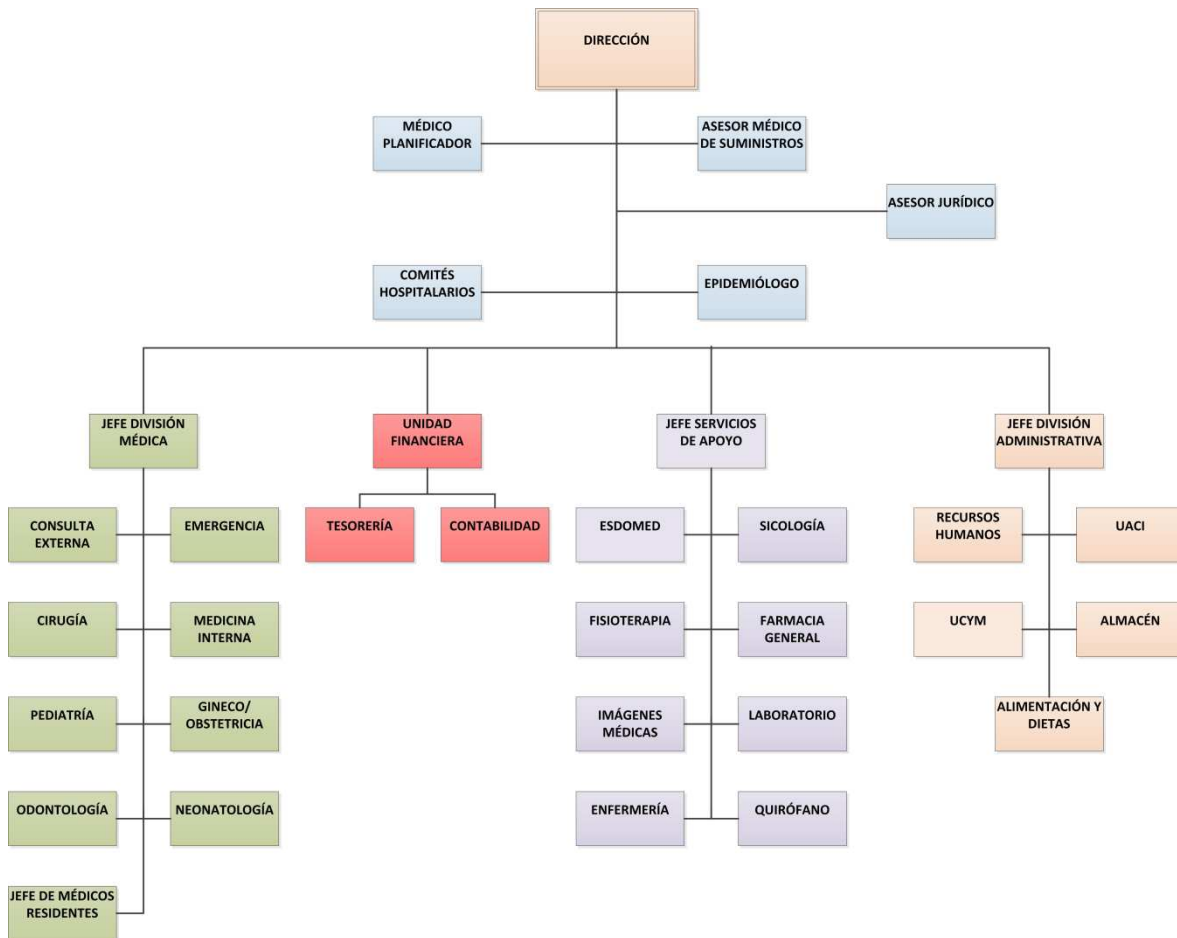 DIRECCIÓN
MÉDICO
PLANIFICADOR
ASESOR MÉDICO
DE SUMINISTROS
ASESOR JURÍDICO
COMITÉS
HOSPITALARIOS
EPIDEMIÓLOGO
JEFE DIVISIÓN
MÉDICA
UNIDAD
FINANCIERA
JEFE SERVICIOS
DE APOYO
JEFE DIVISIÓN
ADMINISTRATIVA
CONSULTA
EXTERNA
EMERGENCIA
TESORERÍA
CONTABILIDAD
ESDOMED
SICOLOGÍA
RECURSOS
HUMANOS
UACI
CIRUGÍA
MEDICINA
INTERNA
FISIOTERAPIA
FARMACIA
GENERAL
UCYM
ALMACÉN
PEDIATRÍA
GINECO/
OBSTETRICIA
IMÁGENES
MÉDICAS
LABORATORIO
ALIMENTACIÓN Y
DIETAS
ODONTOLOGÍA
NEONATOLOGÍA
ENFERMERÍA
QUIRÓFANO
JEFE DE MÉDICOS
RESIDENTES